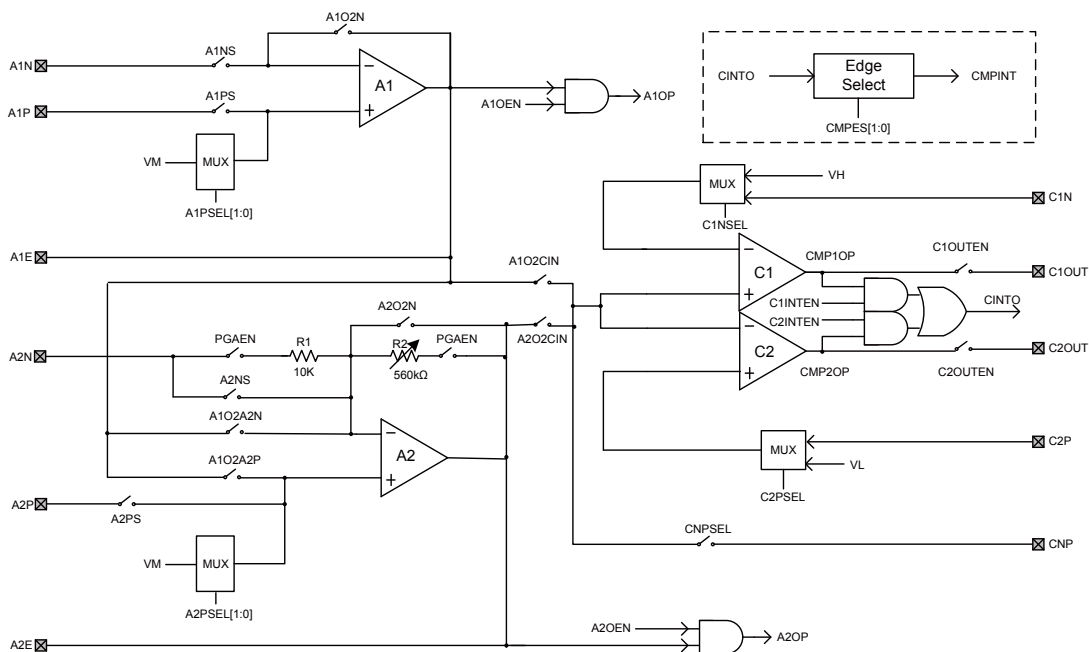 A1O2N
A1N
A1NS
A1
A1P
A1PS
VM
MUX
A1PSEL[1:0]
A1OEN
A1OP
CINTO
Edge
Select
CMPINT
CMPES[1:0]
MUX
VH
C1N
C1NSEL
A1E
A1O2CIN
C1
CMP1OP
C1OUTEN
C1OUT
C1INTEN
C2INTEN
CINTO
A2O2N
A2O2CIN
A2N
PGAEN
R1
10K
R2
560kΩ
PGAEN
C2
CMP2OP
C2OUTEN
C2OUT
A2NS
A1O2A2N
A2
A1O2A2P
A2P
A2PS
MUX
C2P
VL
C2PSEL
VM
MUX
A2PSEL[1:0]
CNPSEL
CNP
A2OEN
A2OP
A2E